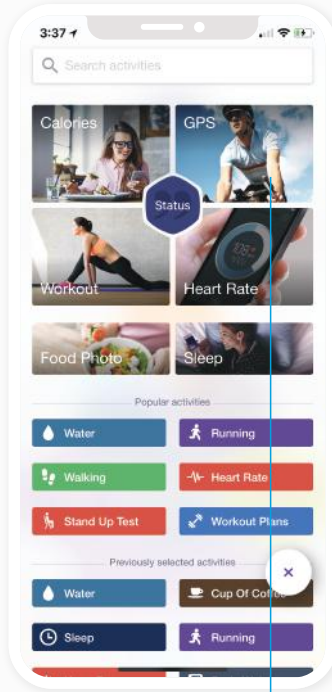 3:37
Search activities
Calories
GPS
Status
Workout
Heart Rate
108
Food Photo
Sleep
Popular activities
Water
Running
Walking
Heart Rate
Stand Up Test
Workout Plans
Previously selected activities
Water
Cup Of Coffee
Sleep
Running